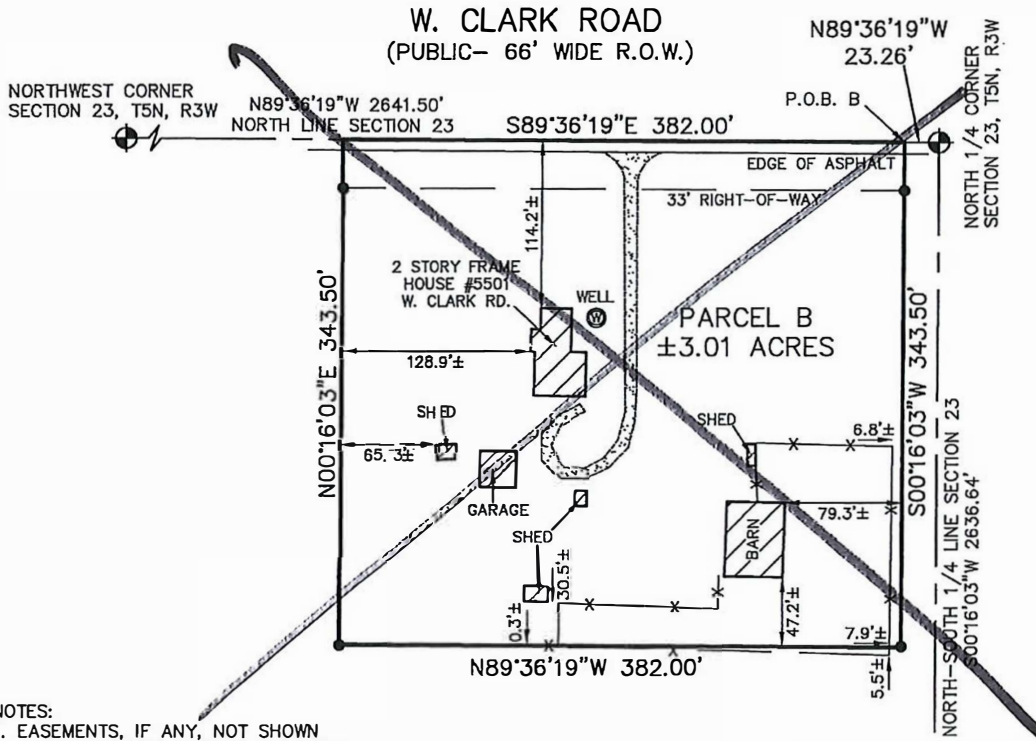 W. CLARK ROAD
(PUBLIC– 66' WIDE R.O.W.)
N89°36'19"W
23.26'
NORTHWEST CORNER
SECTION 23, T5N, R3W
N89°36'19"W 2641.50'
NORTH LINE SECTION 23
S89°36'19"E 382.00'
P.O.B. B
NORTH 1/4 CORNER
SECTION 23, T5N, R3W
EDGE OF ASPHALT
33' RIGHT–OF–WAY
114.2'±
2 STORY FRAME
HOUSE #5501
W. CLARK RD.
WELL
W
PARCEL B
±3.01 ACRES
128.9'±
N00°16'03"E 343.50'
S00°16'03"W 343.50'
SHED
65.3'±
GARAGE
SHED
6.8'±
SHED
BARN
79.3'±
30.5'±
0.3'±
47.2'±
7.9'±
5.5'±
N89°36'19"W 382.00'
NORTH–SOUTH 1/4 LINE SECTION 23
S00°16'03"W 2636.64'
NOTES:
. EASEMENTS, IF ANY, NOT SHOWN